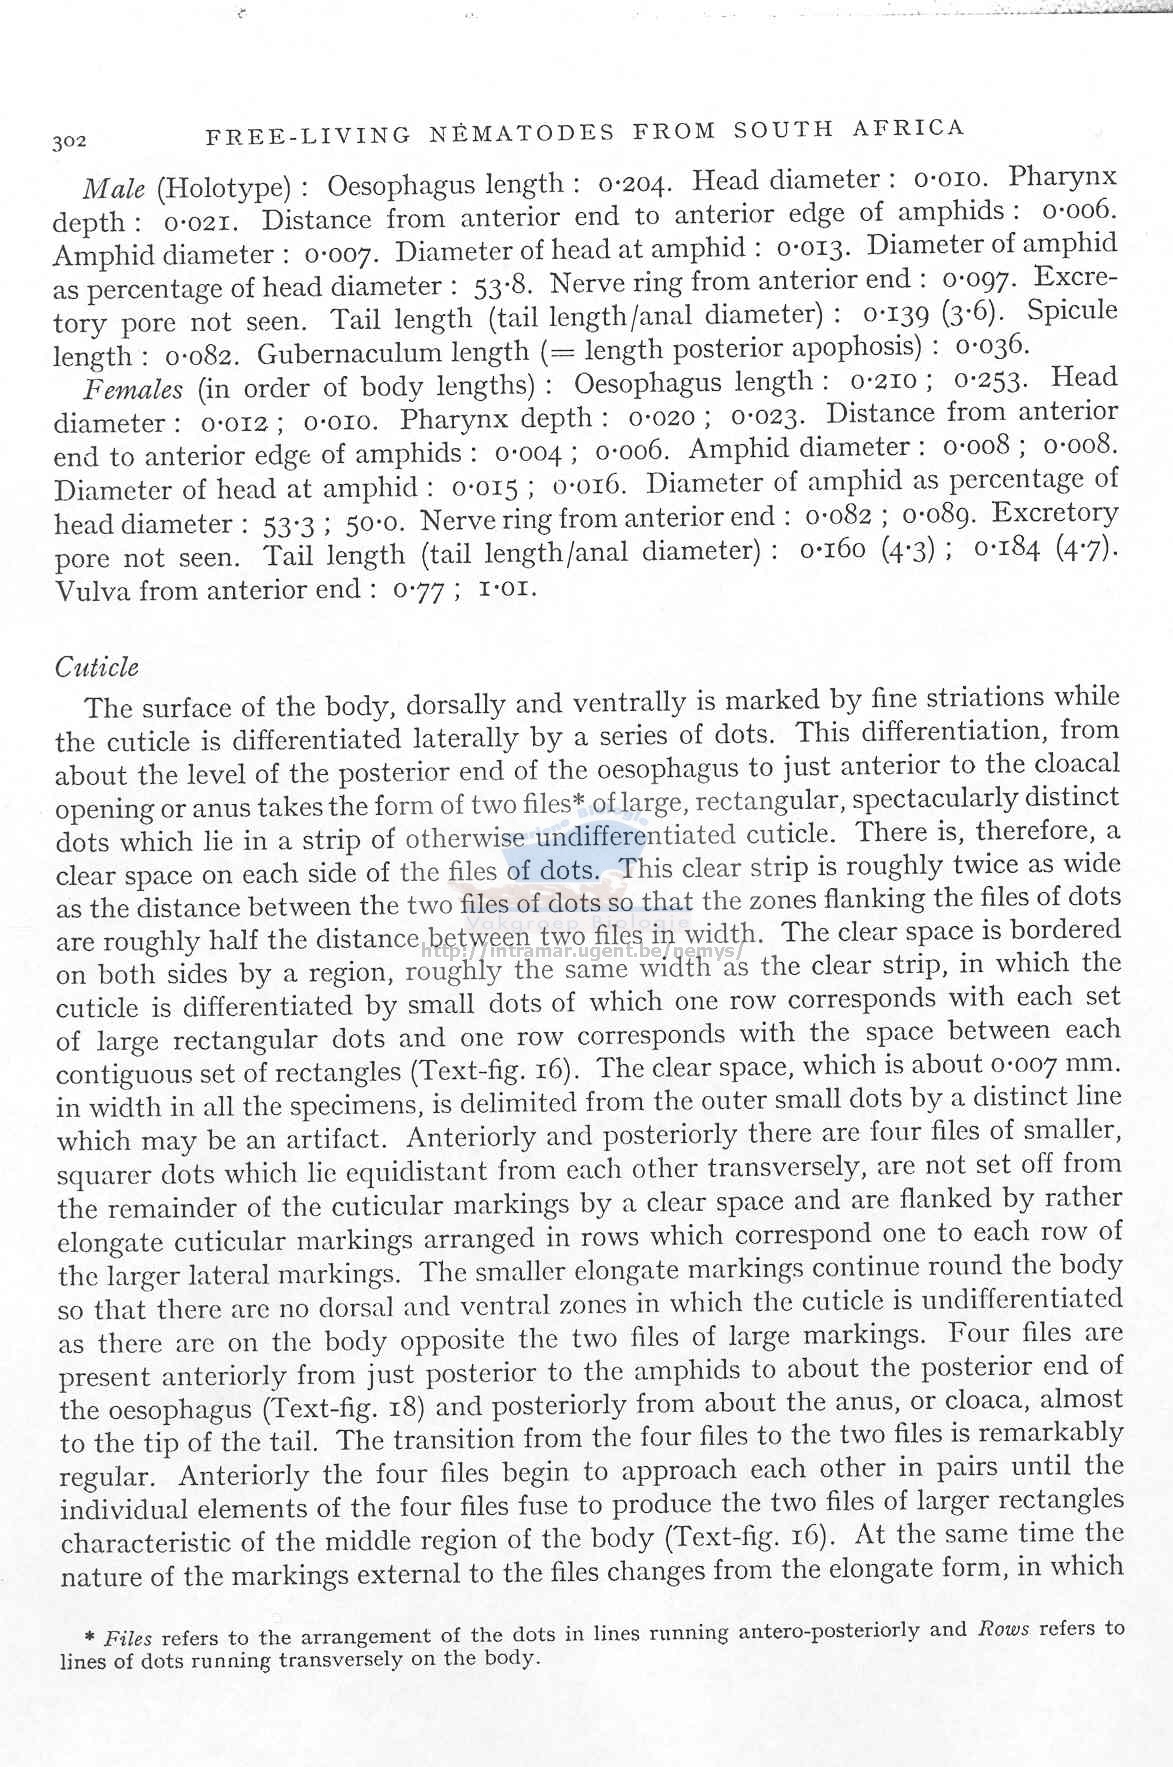 302 FREE-LIVING NEMATODES FROM SOUTH AFRICA
Male (Holotype) : Oesophagus length : 0·204. Head diameter : 0·010. Pharynx
depth : 0·021. Distance from anterior end to anterior edge of amphids : 0·006.
Amphid diameter : 0·007. Diameter of head at amphid : 0·013. Diameter of amphid
as percentage of head diameter : 53·8. Nerve ring from anterior end : 0·097. Excre-
tory pore not seen. Tail length (tail length/anal diameter) : 0·139 (3·6). Spicule
length : 0·082. Gubernaculum length (= length posterior apophosis) : 0·036.
Females (in order of body lengths) : Oesophagus length : 0·210 ; 0·253. Head
diameter : 0·012 ; 0·010. Pharynx depth : 0·020 ; 0·023. Distance from anterior
end to anterior edge of amphids : 0·004 ; 0·006. Amphid diameter : 0·008 ; 0·008.
Diameter of head at amphid : 0·015 ; 0·016. Diameter of amphid as percentage of
head diameter : 53·3 ; 50·0. Nerve ring from anterior end : 0·082 ; 0·089. Excretory
pore not seen. Tail length (tail length/anal diameter) : 0·160 (4·3) ; 0·184 (4·7).
Vulva from anterior end : 0·77 ; 1·01.
Cuticle
The surface of the body, dorsally and ventrally is marked by fine striations while
the cuticle is differentiated laterally by a series of dots. This differentiation, from
about the level of the posterior end of the oesophagus to just anterior to the cloacal
opening or anus takes the form of two files* of large, rectangular, spectacularly distinct
dots which lie in a strip of otherwise undifferentiated cuticle. There is, therefore, a
clear space on each side of the files of dots. This clear strip is roughly twice as wide
as the distance between the two files of dots so that the zones flanking the files of dots
are roughly half the distance between two files in width. The clear space is bordered
on both sides by a region, roughly the same width as the clear strip, in which the
cuticle is differentiated by small dots of which one row corresponds with each set
of large rectangular dots and one row corresponds with the space between each
contiguous set of rectangles (Text-fig. 16). The clear space, which is about 0·007 mm.
in width in all the specimens, is delimited from the outer small dots by a distinct line
which may be an artifact. Anteriorly and posteriorly there are four files of smaller,
squarer dots which lie equidistant from each other transversely, are not set off from
the remainder of the cuticular markings by a clear space and are flanked by rather
elongate cuticular markings arranged in rows which correspond one to each row of
the larger lateral markings. The smaller elongate markings continue round the body
so that there are no dorsal and ventral zones in which the cuticle is undifferentiated
as there are on the body opposite the two files of large markings. Four files are
present anteriorly from just posterior to the amphids to about the posterior end of
the oesophagus (Text-fig. 18) and posteriorly from about the anus, or cloaca, almost
to the tip of the tail. The transition from the four files to the two files is remarkably
regular. Anteriorly the four files begin to approach each other in pairs until the
individual elements of the four files fuse to produce the two files of larger rectangles
characteristic of the middle region of the body (Text-fig. 16). At the same time the
nature of the markings external to the files changes from the elongate form, in which
* Files refers to the arrangement of the dots in lines running antero-posteriorly and Rows refers to
lines of dots running transversely on the body.
Vakgroep Biologie
http://intramar.ugent.be/nemys/